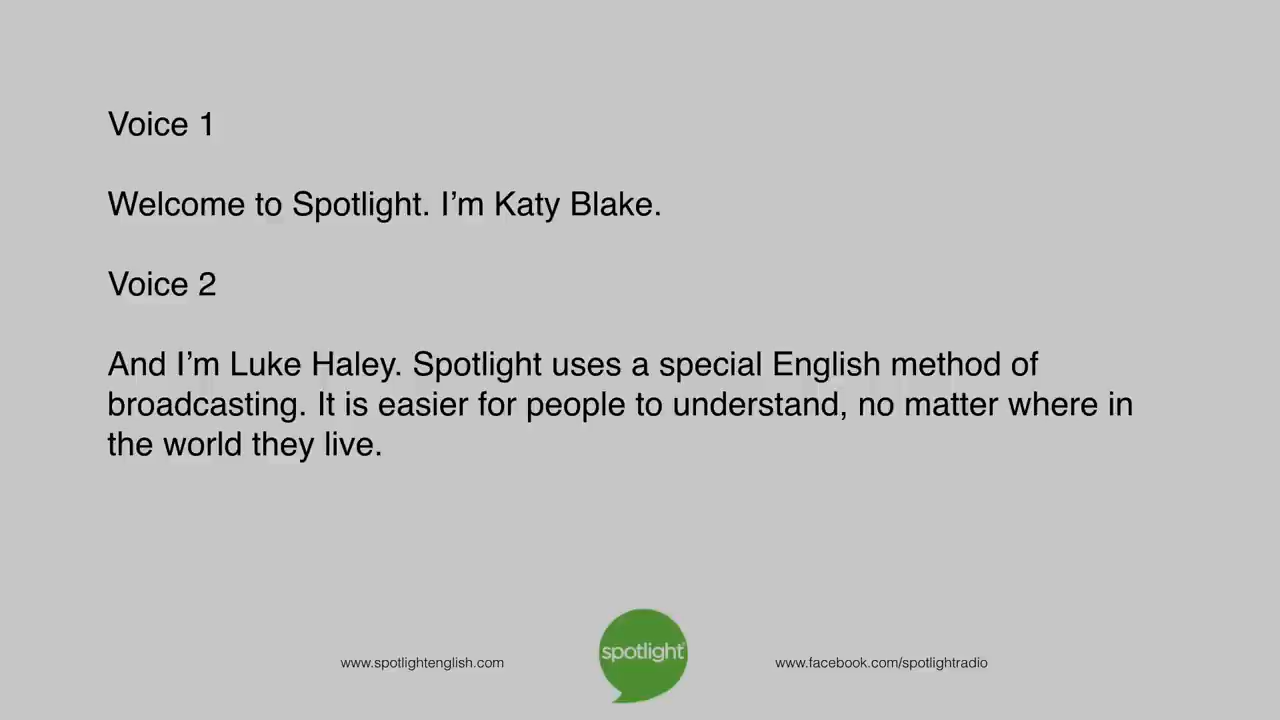 Voice 1
Welcome to Spotlight. I’m Katy Blake.
Voice 2
And I’m Luke Haley. Spotlight uses a special English method of
broadcasting. It is easier for people to understand, no matter where in
the world they live.
www.spotlightenglish.com
spotlight
www.facebook.com/spotlightradio